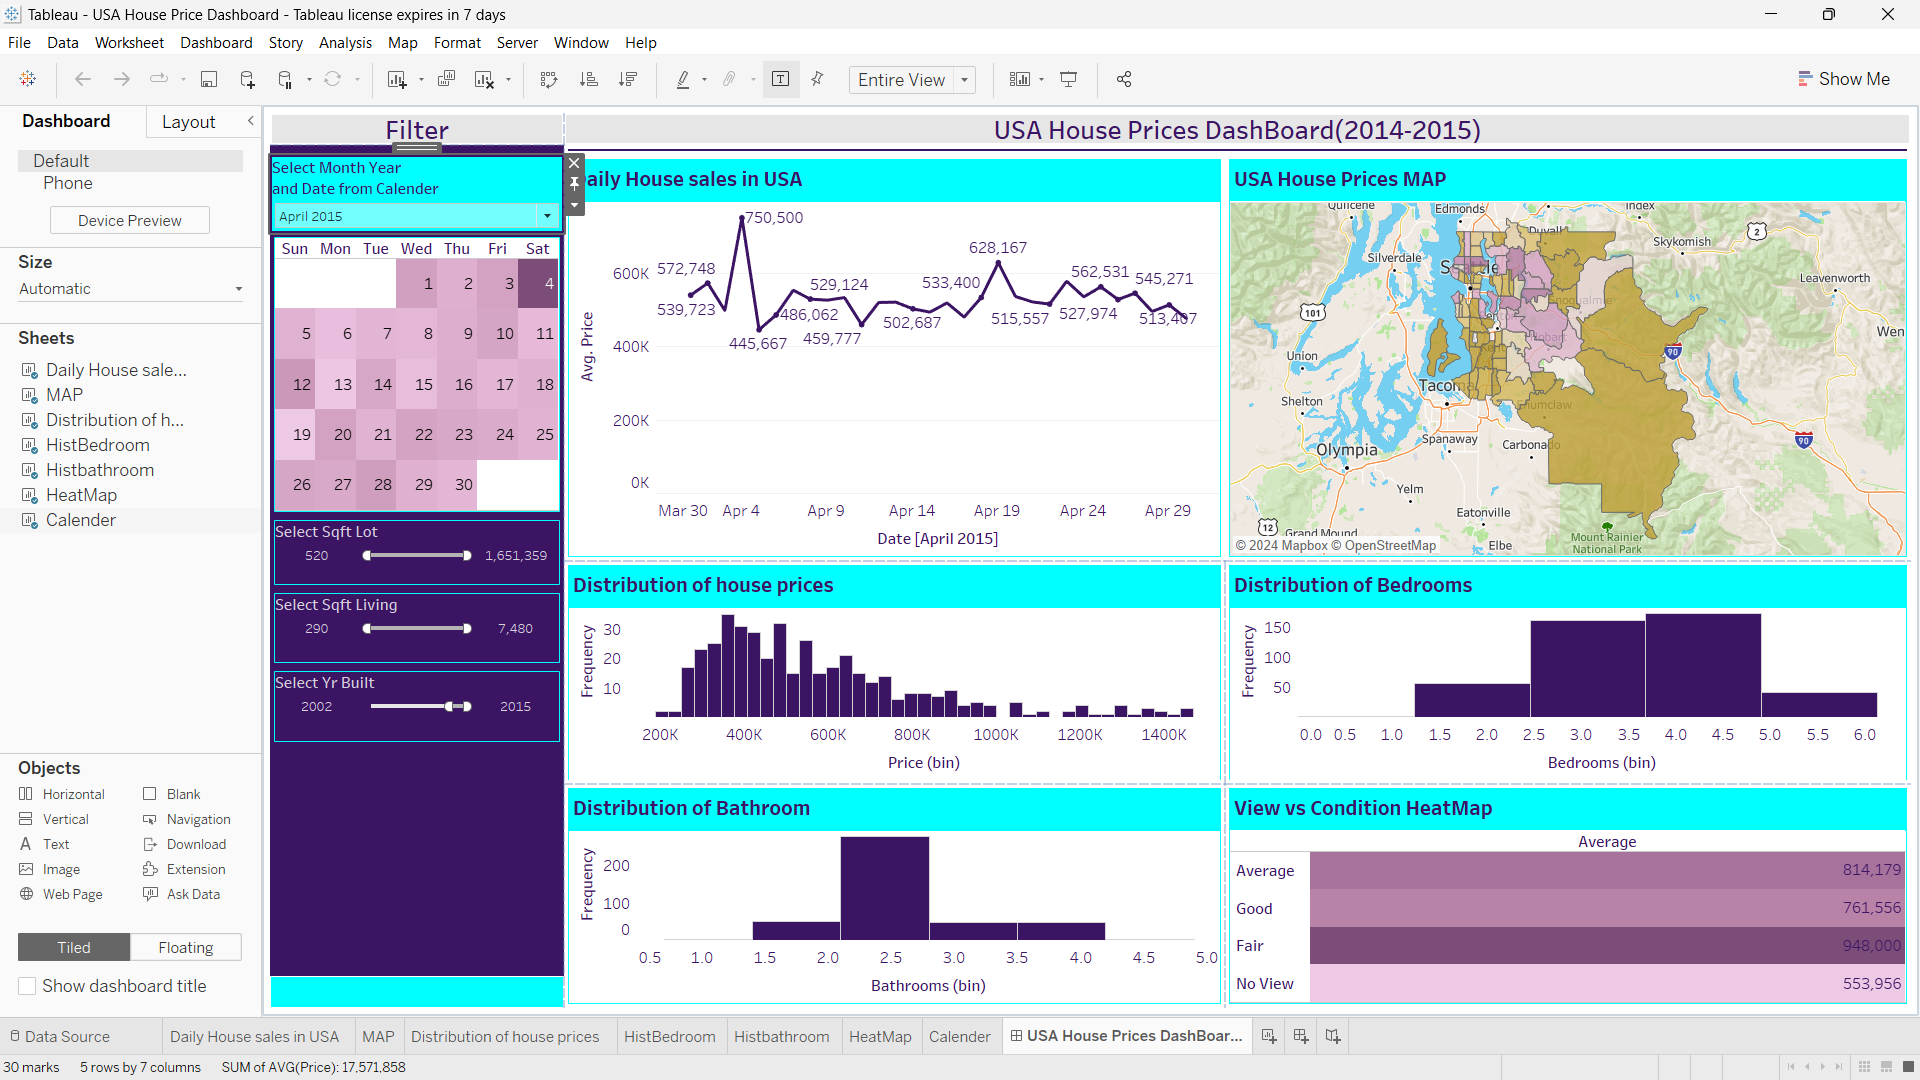 Tableau - USA House Price Dashboard - Tableau license expires in 7 days
File Data Worksheet Dashboard Story Analysis Map Format Server Window Help
Entire View
Show Me
Dashboard Layout
Default
Phone
Device Preview
Size
Automatic
Sheets
Daily House sale...
MAP
Distribution of h...
HistBedroom
Histbathroom
HeatMap
Calender
Objects
Horizontal Blank
Vertical Navigation
Text Download
Image Extension
Web Page Ask Data
Tiled Floating
Show dashboard title
Filter
Select Month Year
and Date from Calender
April 2015
Sun Mon Tue Wed Thu Fri Sat
1 2 3 4
5 6 7 8 9 10 11
12 13 14 15 16 17 18
19 20 21 22 23 24 25
26 27 28 29 30
Select Sqft Lot
520 1,651,359
Select Sqft Living
290 7,480
Select Yr Built
2002 2015
USA House Prices DashBoard(2014-2015)
aily House sales in USA
Avg. Price
600K
400K
200K
0K
750,500
628,167
572,748
562,531
545,271
529,124
533,400
539,723
486,062
502,687
515,557
527,974
513,407
445,667
459,777
Mar 30 Apr 4 Apr 9 Apr 14 Apr 19 Apr 24 Apr 29
Date [April 2015]
USA House Prices MAP
Quilcene
Edmonds
Index
Duvall
2
Skykomish
Silverdale
Seattle
Leavenworth
Snoqualmie
101
Renton
Hobart
Wen
Union
90
Tacoma
Shelton
Enumclaw
Spanaway
Carbonado
90
Olympia
Yelm
Eatonville
12
Grand Mound
Elbe
Mount Rainier
National Park
© 2024 Mapbox © OpenStreetMap
Distribution of house prices
Frequency
30
20
10
200K 400K 600K 800K 1000K 1200K 1400K
Price (bin)
Distribution of Bedrooms
Frequency
150
100
50
0.0 0.5 1.0 1.5 2.0 2.5 3.0 3.5 4.0 4.5 5.0 5.5 6.0
Bedrooms (bin)
Distribution of Bathroom
Frequency
200
100
0
0.5 1.0 1.5 2.0 2.5 3.0 3.5 4.0 4.5 5.0
Bathrooms (bin)
View vs Condition HeatMap
Average
Average 814,179
Good 761,556
Fair 948,000
No View 553,956
Data Source Daily House sales in USA MAP Distribution of house prices HistBedroom Histbathroom HeatMap Calender USA House Prices DashBoar...
30 marks 5 rows by 7 columns SUM of AVG(Price): 17,571,858